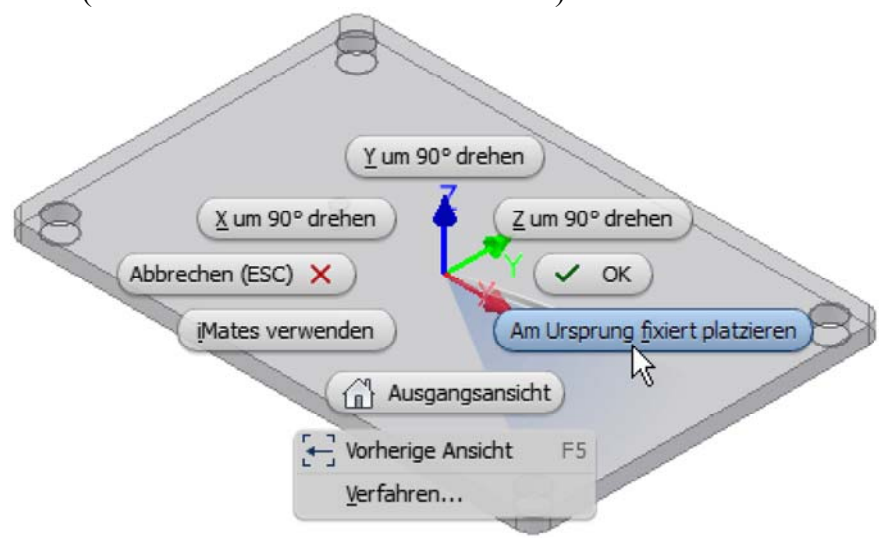 Y um 90° drehen
Z
X um 90° drehen
Z um 90° drehen
Y
Abbrechen (ESC)
OK
X
iMates verwenden
Am Ursprung fixiert platzieren
Ausgangsansicht
Vorherige Ansicht F5
Verfahren...